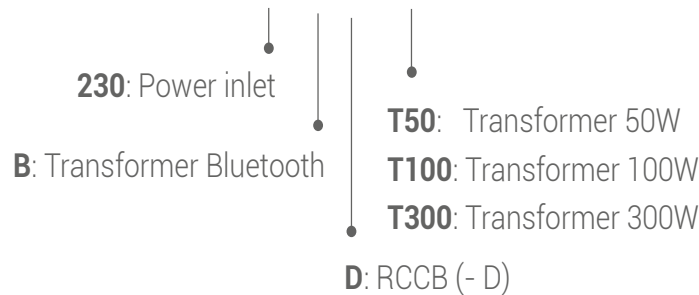 230: Power inlet
B: Transformer Bluetooth
T50: Transformer 50W
T100: Transformer 100W
T300: Transformer 300W
D: RCCB (- D)